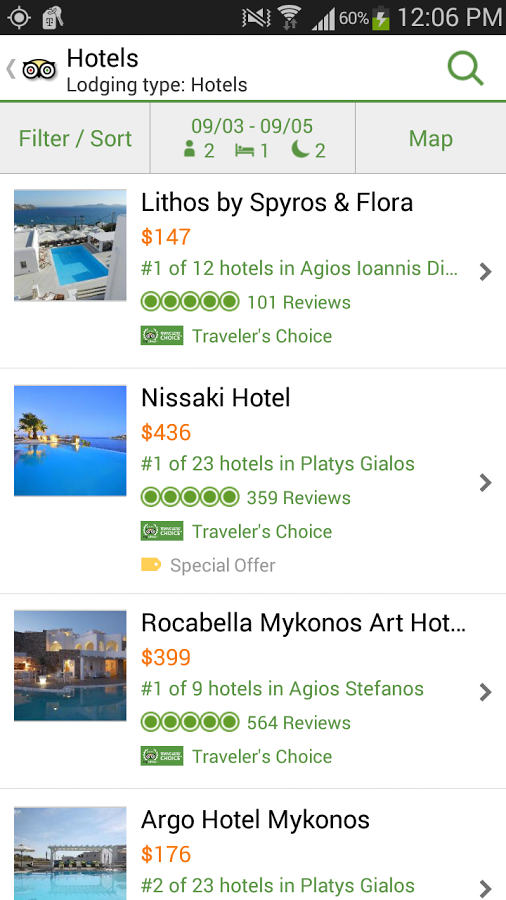 60% 12:06 PM
Hotels
Lodging type: Hotels
Filter / Sort
09/03 - 09/05
2 1 2
Map
Lithos by Spyros & Flora
$147
#1 of 12 hotels in Agios Ioannis Di...
101 Reviews
Traveler's Choice
Nissaki Hotel
$436
#1 of 23 hotels in Platys Gialos
359 Reviews
Traveler's Choice
Special Offer
Rocabella Mykonos Art Hot...
$399
#1 of 9 hotels in Agios Stefanos
564 Reviews
Traveler's Choice
Argo Hotel Mykonos
$176
#2 of 23 hotels in Platys Gialos